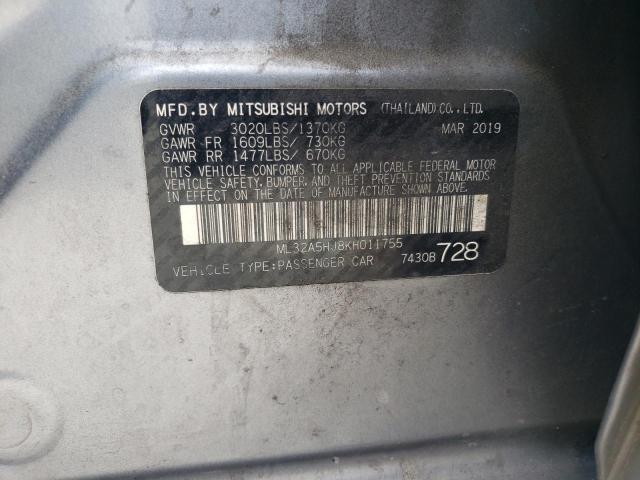 MFD.BY MITSUBISHI MOTORS (THAILAND)CO.,LTD.
GVWR 3020LBS/1370KG MAR 2019
GAWR FR 1609LBS/ 730KG
GAWR RR 1477LBS/ 670KG
THIS VEHICLE CONFORMS TO ALL APPLICABLE FEDERAL MOTOR
VEHICLE SAFETY, BUMPER, AND THEFT PREVENTION STANDARDS
IN EFFECT ON THE DATE OF MANUFACTURE SHOWN ABOVE.
ML32A5HJ8KH011755
VEHICLE TYPE:PASSENGER CAR 7430B 728